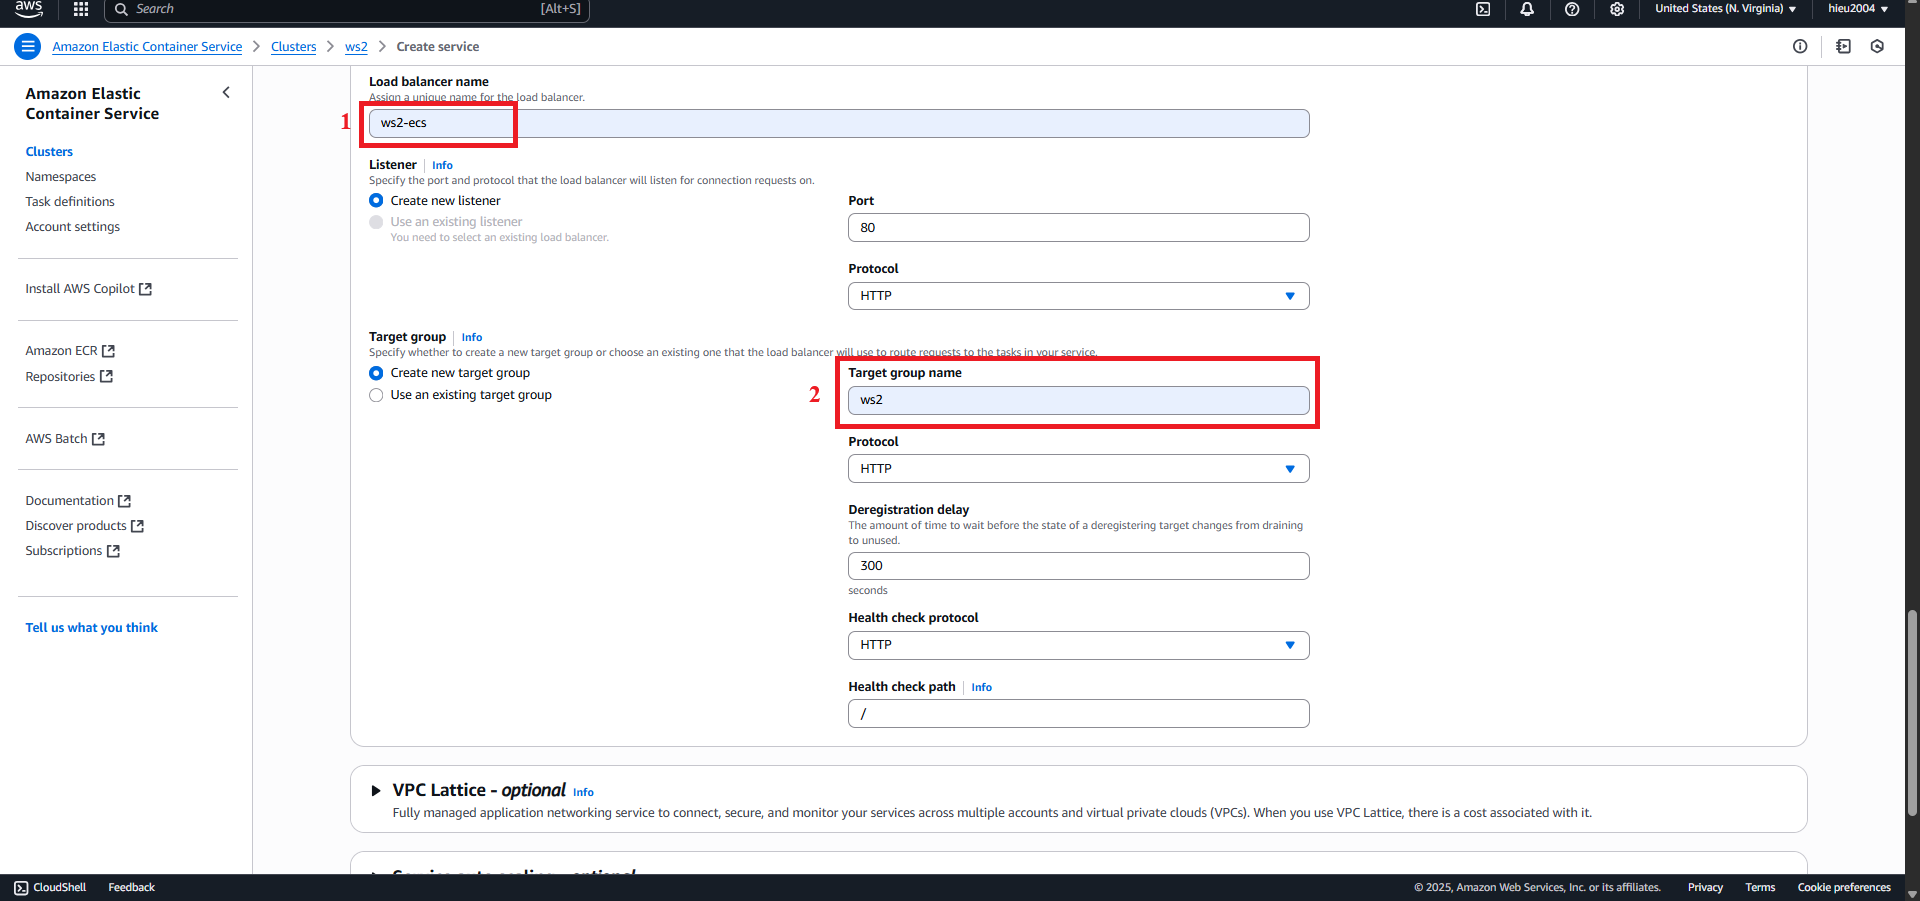 aws
Search
[Alt+S]
United States (N. Virginia)
hieu2004
Amazon Elastic Container Service
Clusters
ws2
Create service
Amazon Elastic
Container Service
Clusters
Namespaces
Task definitions
Account settings
Install AWS Copilot
Amazon ECR
Repositories
AWS Batch
Documentation
Discover products
Subscriptions
Tell us what you think
Load balancer name
Assign a unique name for the load balancer.
1
ws2-ecs
Listener
Info
Specify the port and protocol that the load balancer will listen for connection requests on.
Create new listener
Use an existing listener
You need to select an existing load balancer.
Port
80
Protocol
HTTP
Target group
Info
Specify whether to create a new target group or choose an existing one that the load balancer will use to route requests to the tasks in your service.
Create new target group
Use an existing target group
2
Target group name
ws2
Protocol
HTTP
Deregistration delay
The amount of time to wait before the state of a deregistering target changes from draining
to unused.
300
seconds
Health check protocol
HTTP
Health check path
Info
/
VPC Lattice - optional Info
Fully managed application networking service to connect, secure, and monitor your services across multiple accounts and virtual private clouds (VPCs). When you use VPC Lattice, there is a cost associated with it.
Service auto scaling - optional
CloudShell
Feedback
© 2025, Amazon Web Services, Inc. or its affiliates.
Privacy
Terms
Cookie preferences